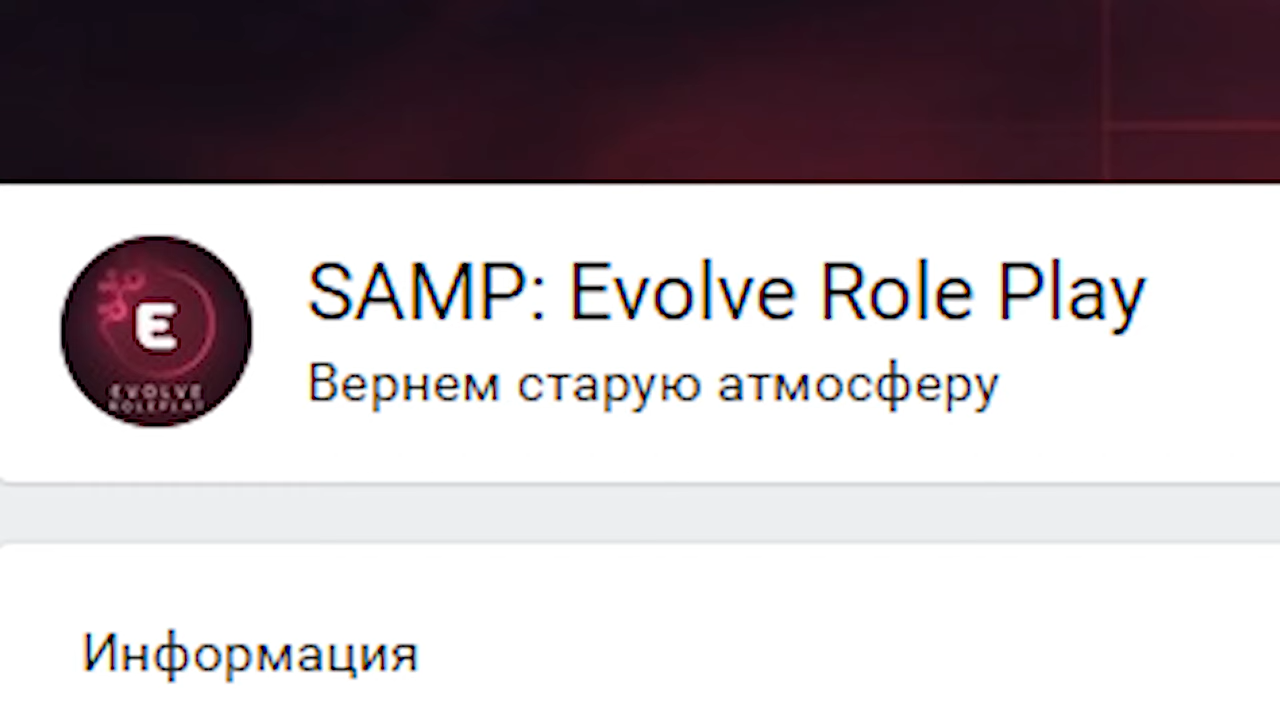 SAMP: Evolve Role Play
Вернем старую атмосферу
E
EVOLVE
ROLEPLAY
Информация